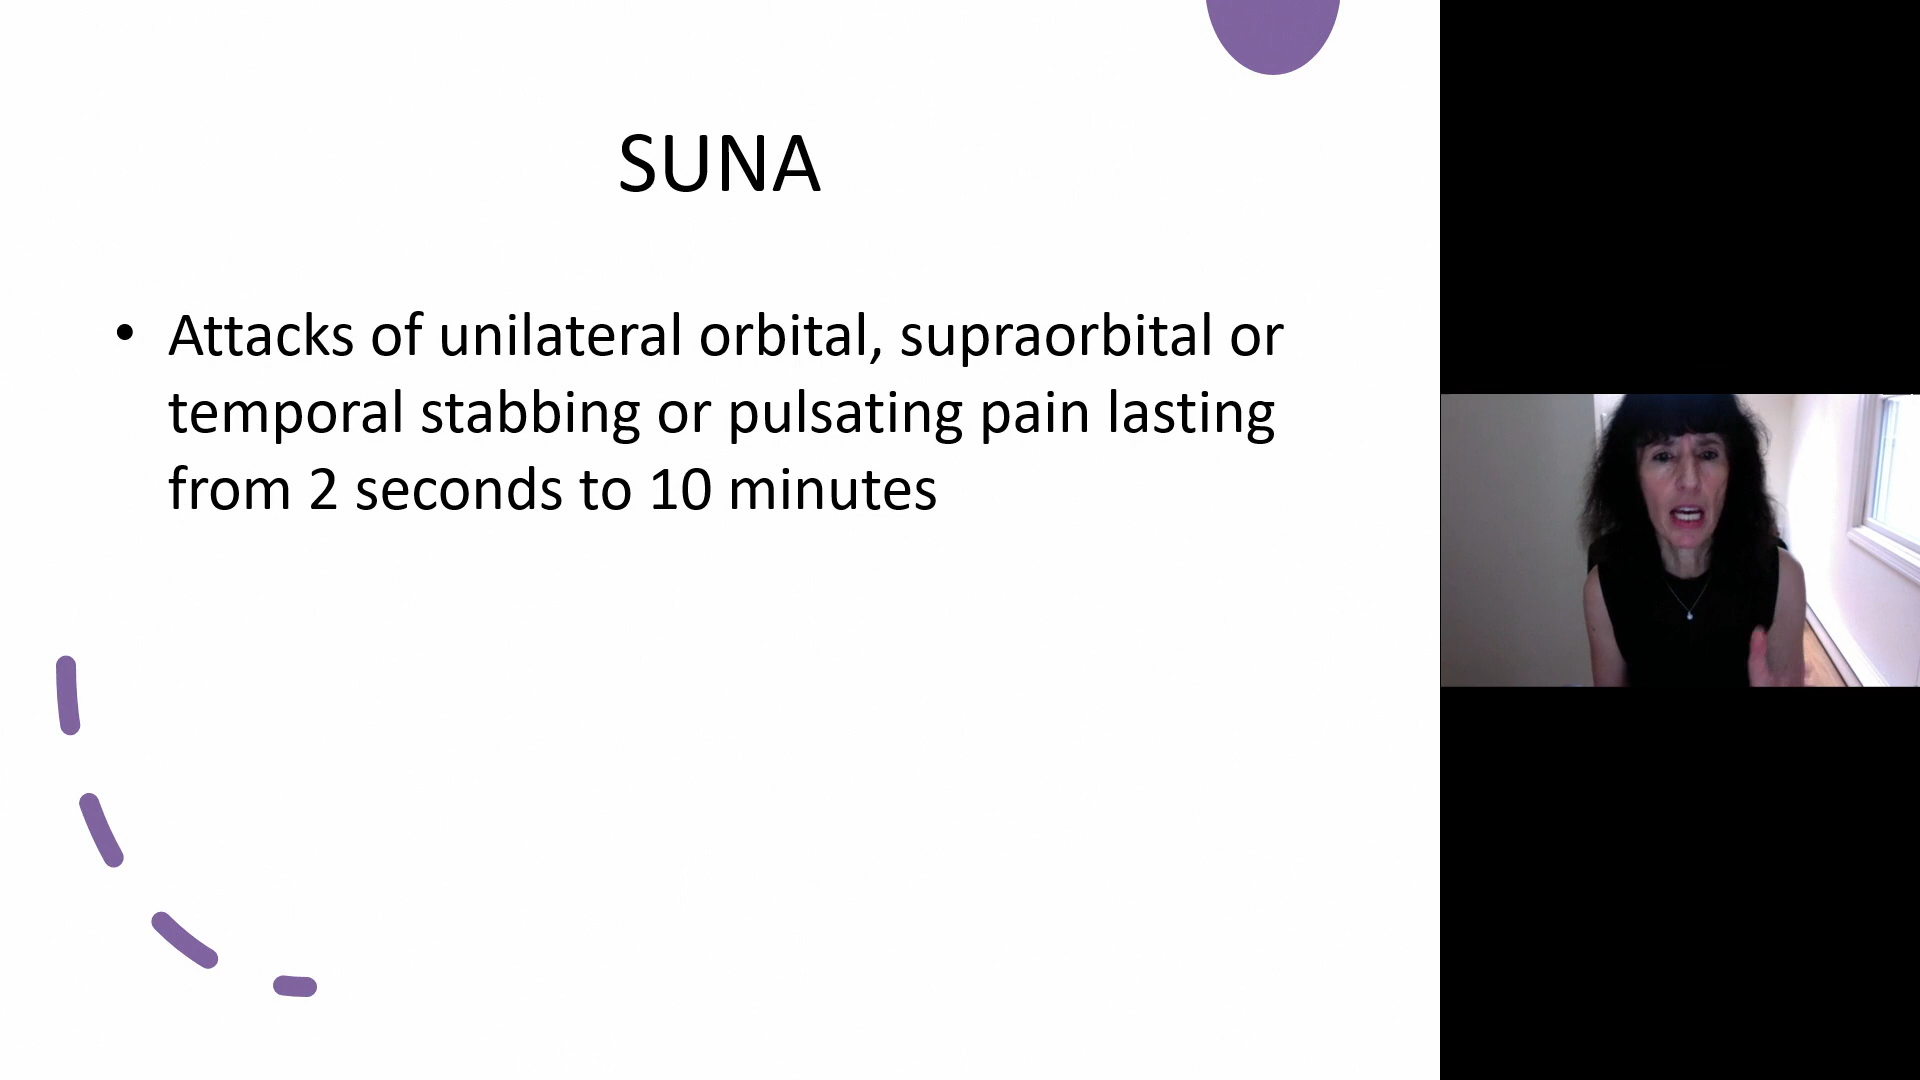 SUNA
• Attacks of unilateral orbital, supraorbital or
temporal stabbing or pulsating pain lasting
from 2 seconds to 10 minutes